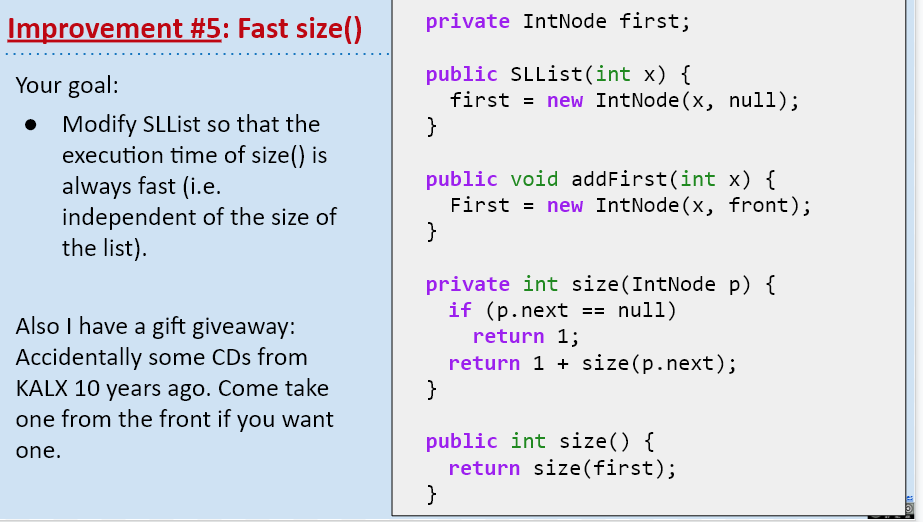 Improvement #5: Fast size()
Your goal:
● Modify SLList so that the
execution time of size() is
always fast (i.e.
independent of the size of
the list).
Also I have a gift giveaway:
Accidentally some CDs from
KALX 10 years ago. Come take
one from the front if you want
one.
private IntNode first;
public SLList(int x) {
first = new IntNode(x, null);
}
public void addFirst(int x) {
First = new IntNode(x, front);
}
private int size(IntNode p) {
if (p.next == null)
return 1;
return 1 + size(p.next);
}
public int size() {
return size(first);
}